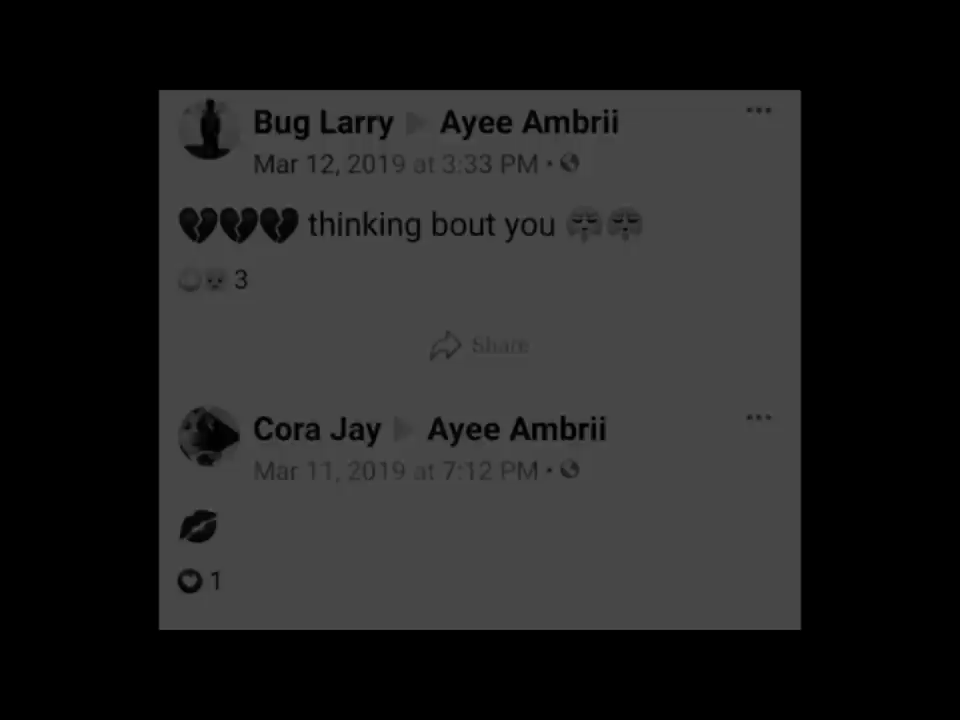 Bug Larry ▶ Ayee Ambrii
Mar 12, 2019 at 3:33 PM •
💔💔💔 thinking bout you 😤😤
3
Share
Cora Jay ▶ Ayee Ambrii
Mar 11, 2019 at 7:12 PM •
💋
1